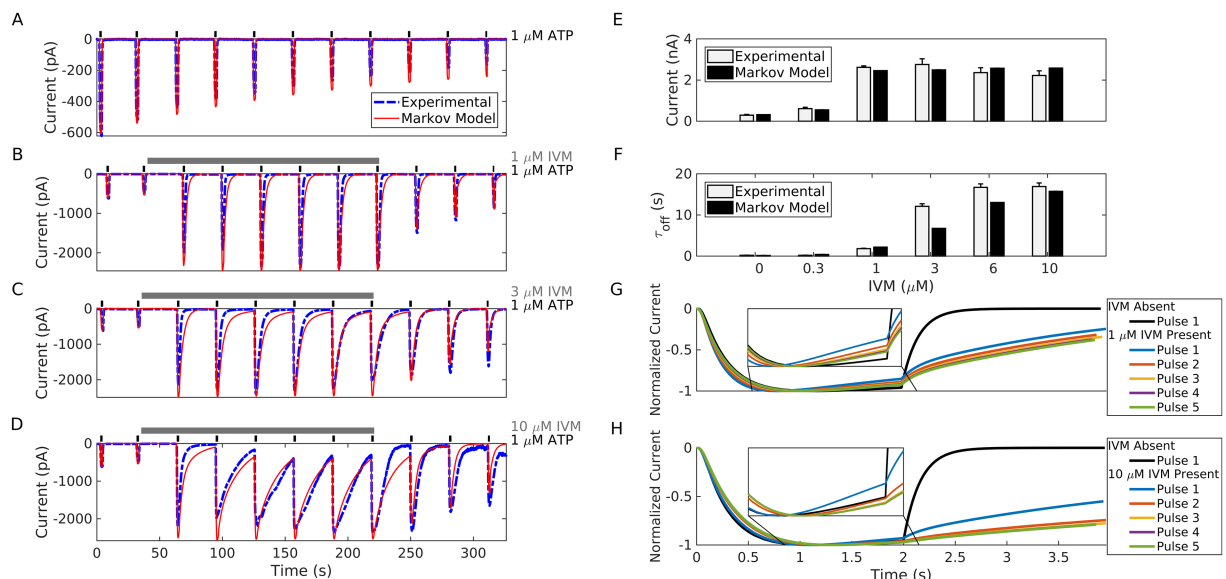 A
1 μM ATP
Current (pA)
0
-200
-400
-600
Experimental
Markov Model
B
1 μM IVM
1 μM ATP
Current (pA)
0
-1000
-2000
C
3 μM IVM
1 μM ATP
Current (pA)
0
-1000
-2000
D
10 μM IVM
1 μM ATP
Current (pA)
0
-500
-1000
-1500
-2000
0 50 100 150 200 250 300
Time (s)
E
Current (nA)
4
2
0
Experimental
Markov Model
F
τoff (s)
20
10
0
Experimental
Markov Model
0 0.3 1 3 6 10
IVM (μM)
G
Normalized Current
0
-0.5
-1
IVM Absent
Pulse 1
1 μM IVM Present
Pulse 1
Pulse 2
Pulse 3
Pulse 4
Pulse 5
H
Normalized Current
0
-0.5
-1
0 0.5 1 1.5 2 2.5 3 3.5
Time (s)
IVM Absent
Pulse 1
10 μM IVM Present
Pulse 1
Pulse 2
Pulse 3
Pulse 4
Pulse 5